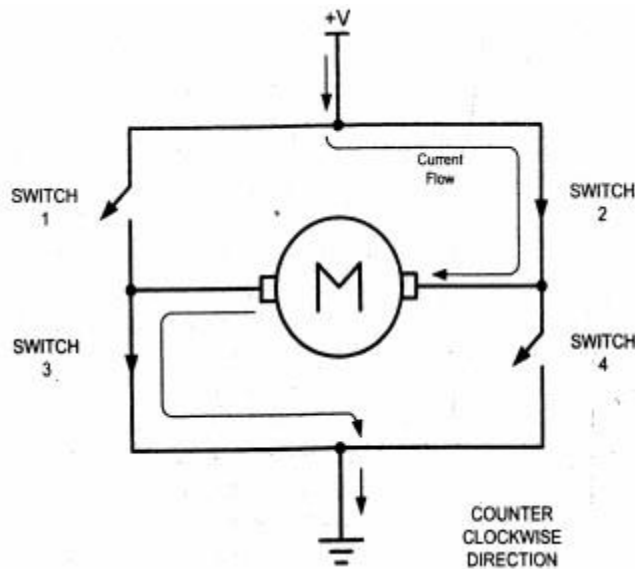 +V
Current
Flow
SWITCH
1
SWITCH
2
M
SWITCH
3
SWITCH
4
COUNTER
CLOCKWISE
DIRECTION